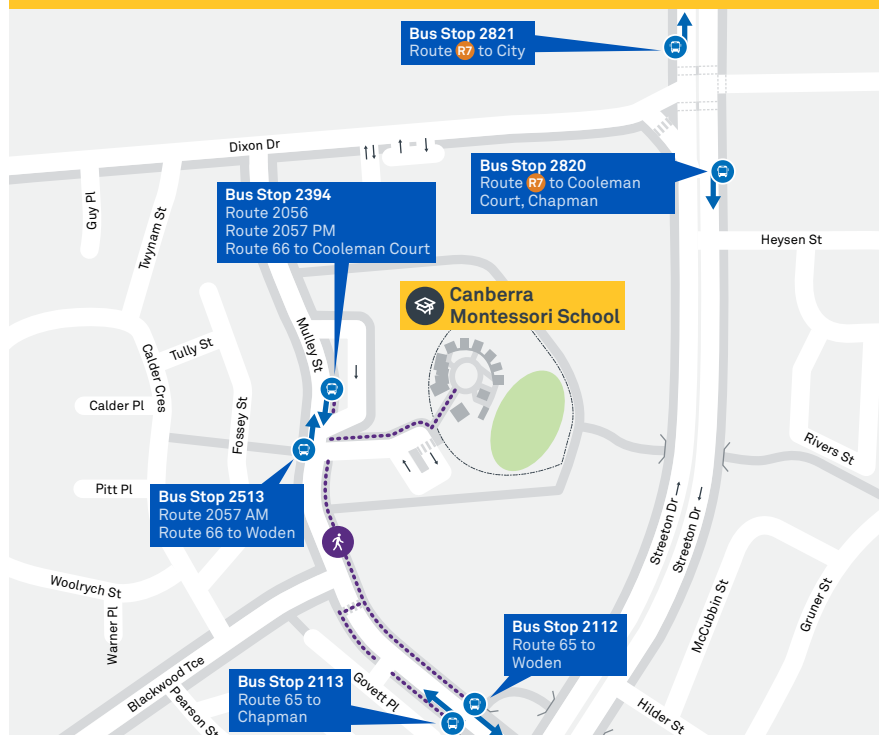 Bus Stop 2821
Route R7 to City
Dixon Dr
Bus Stop 2820
Route R7 to Cooleman
Court, Chapman
Guy Pl
Twynam St
Bus Stop 2394
Route 2056
Route 2057 PM
Route 66 to Cooleman Court
Heysen St
Canberra
Montessori School
Mulley St
Tully St
Calder Cres
Calder Pl
Fossey St
Rivers St
Pitt Pl
Bus Stop 2513
Route 2057 AM
Route 66 to Woden
Streeton Dr
Streeton Dr
Woolrych St
Warner Pl
McCubbin St
Gruner St
Blackwood Tce
Pearson St
Govett Pl
Bus Stop 2112
Route 65 to
Woden
Bus Stop 2113
Route 65 to
Chapman
Hilder St